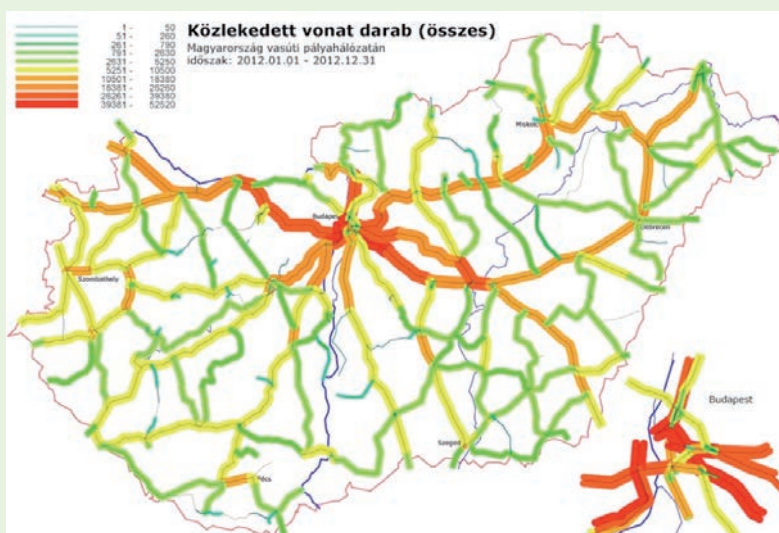 Közlekedett vonat darab (összes)
Magyarország vasúti pályahálózatán
időszak: 2012.01.01 - 2012.12.31
1 - 50
51 - 260
261 - 790
791 - 2630
2631 - 5250
5251 - 10500
10501 - 18380
18381 - 26260
26261 - 39380
39381 - 52520
Miskolc
Budapest
Debrecen
Szombathely
Szeged
Pécs
Budapest